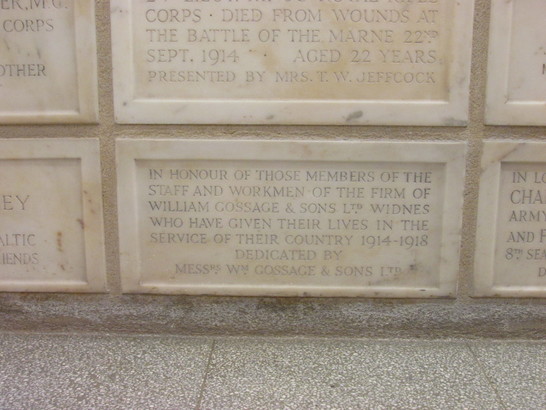 CORPS · DIED FROM WOUNDS AT
THE BATTLE OF THE MARNE 22ND
SEPT. 1914 · AGED 22 YEARS
PRESENTED BY MRS. T. W. JEFFCOCK
CORPS
OTHER
IN HONOUR OF THOSE MEMBERS OF THE
STAFF AND WORKMEN OF THE FIRM OF
WILLIAM GOSSAGE & SONS LTD WIDNES
WHO HAVE GIVEN THEIR LIVES IN THE
SERVICE OF THEIR COUNTRY 1914-1918
DEDICATED BY
MESSRS WM GOSSAGE & SONS LTD
EY
ALTIC
IENDS
IN LO
CHA
ARMY
AND F
8TH SEA
D